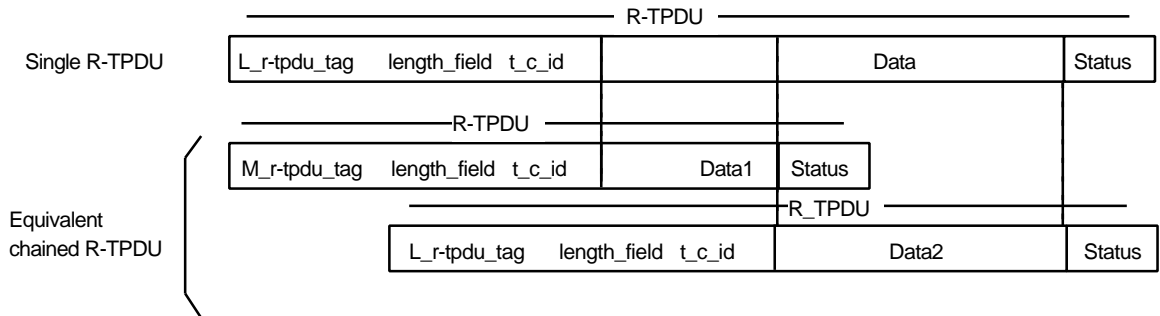 R-TPDU
Single R-TPDU L_r-tpdu_tag length_field t_c_id Data Status
R-TPDU
M_r-tpdu_tag length_field t_c_id Data1 Status
R_TPDU
Equivalent
chained R-TPDU
L_r-tpdu_tag length_field t_c_id Data2 Status